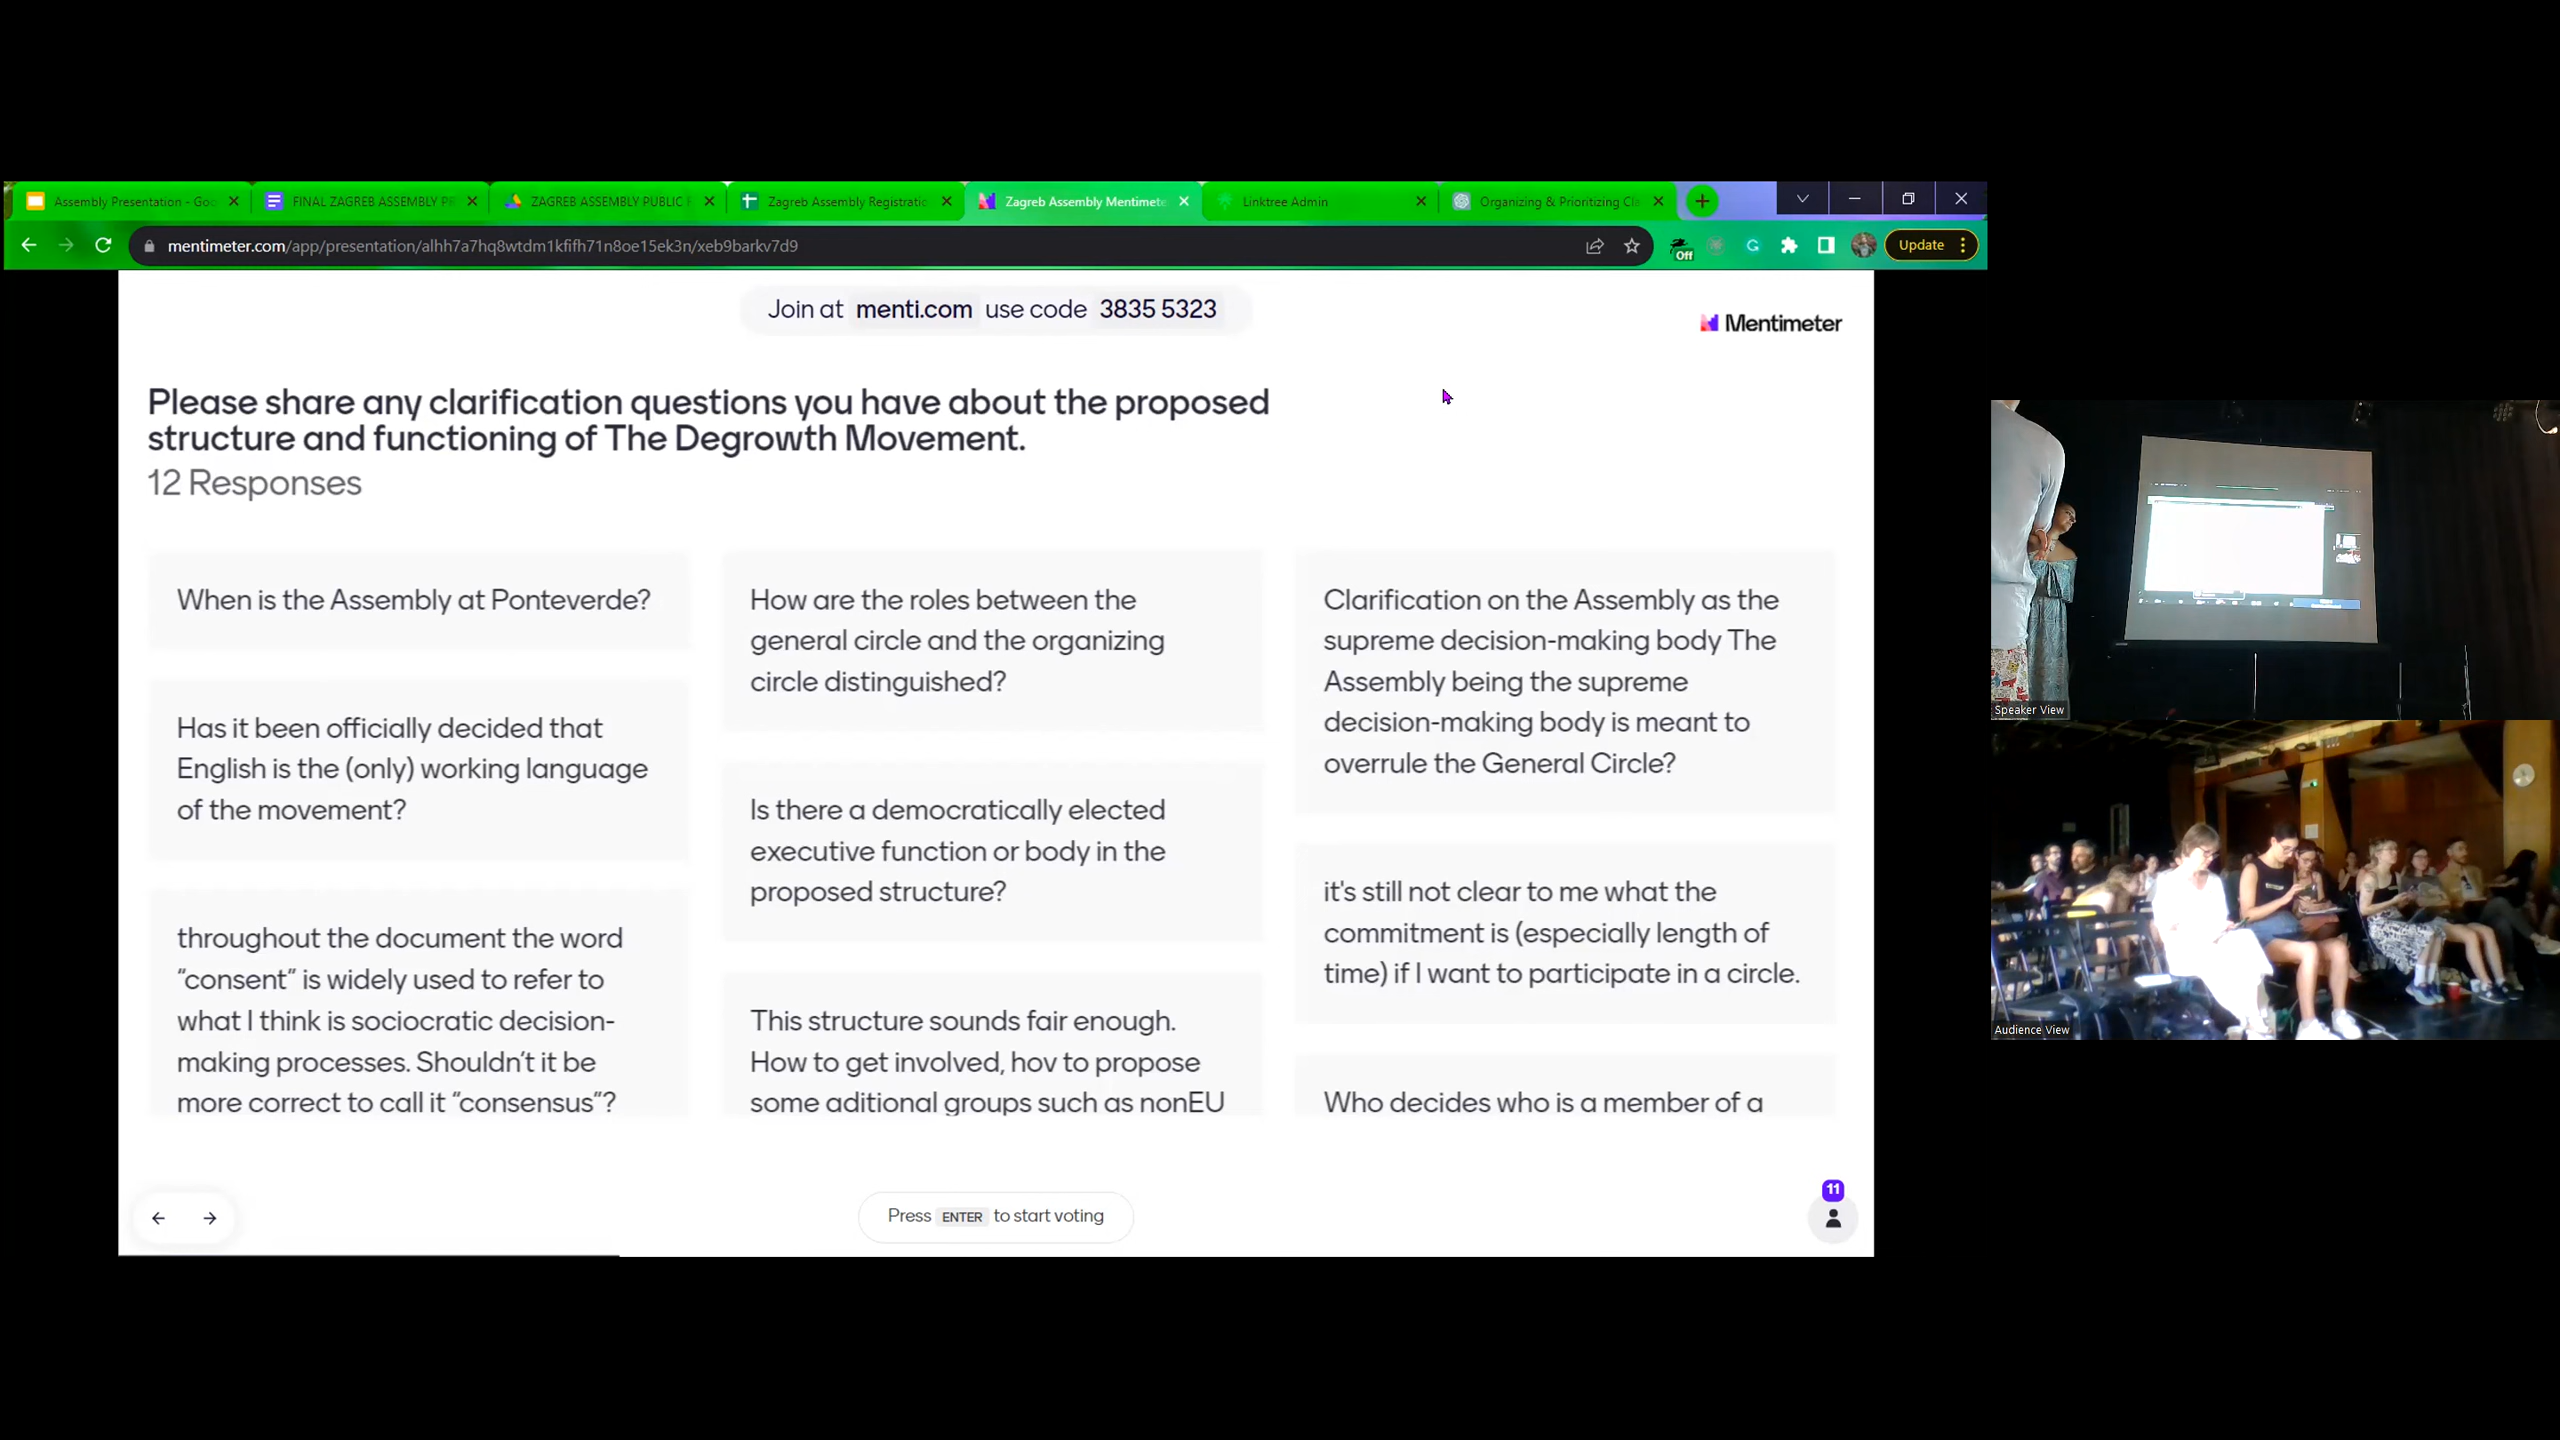 Assembly Presentation - Goo
FINAL ZAGREB ASSEMBLY PR
ZAGREB ASSEMBLY PUBLIC F
Zagreb Assembly Registratio
Zagreb Assembly Mentimete
Linktree Admin
Organizing & Prioritizing Cla
mentimeter.com/app/presentation/alhh7a7hq8wtdm1kfifh71n8oe15ek3n/xeb9barkv7d9
Off
Update
Join at menti.com use code 3835 5323
Mentimeter
Please share any clarification questions you have about the proposed
structure and functioning of The Degrowth Movement.
12 Responses
When is the Assembly at Ponteverde?
Has it been officially decided that
English is the (only) working language
of the movement?
throughout the document the word
“consent” is widely used to refer to
what I think is sociocratic decision-
making processes. Shouldn’t it be
more correct to call it “consensus”?
How are the roles between the
general circle and the organizing
circle distinguished?
Is there a democratically elected
executive function or body in the
proposed structure?
This structure sounds fair enough.
How to get involved, hov to propose
some aditional groups such as nonEU
Clarification on the Assembly as the
supreme decision-making body The
Assembly being the supreme
decision-making body is meant to
overrule the General Circle?
it's still not clear to me what the
commitment is (especially length of
time) if I want to participate in a circle.
Who decides who is a member of a
Press ENTER to start voting
11
Speaker View
Audience View